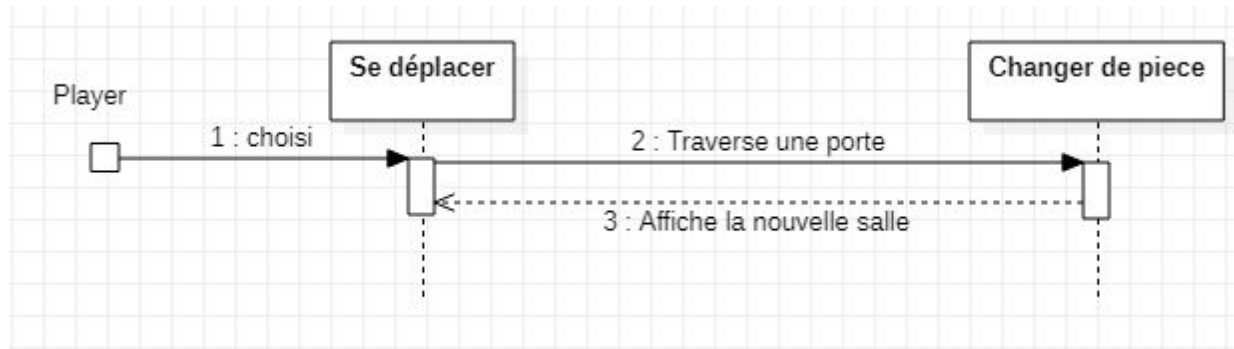 Se déplacer
Changer de piece
Player
1 : choisi
2 : Traverse une porte
3 : Affiche la nouvelle salle